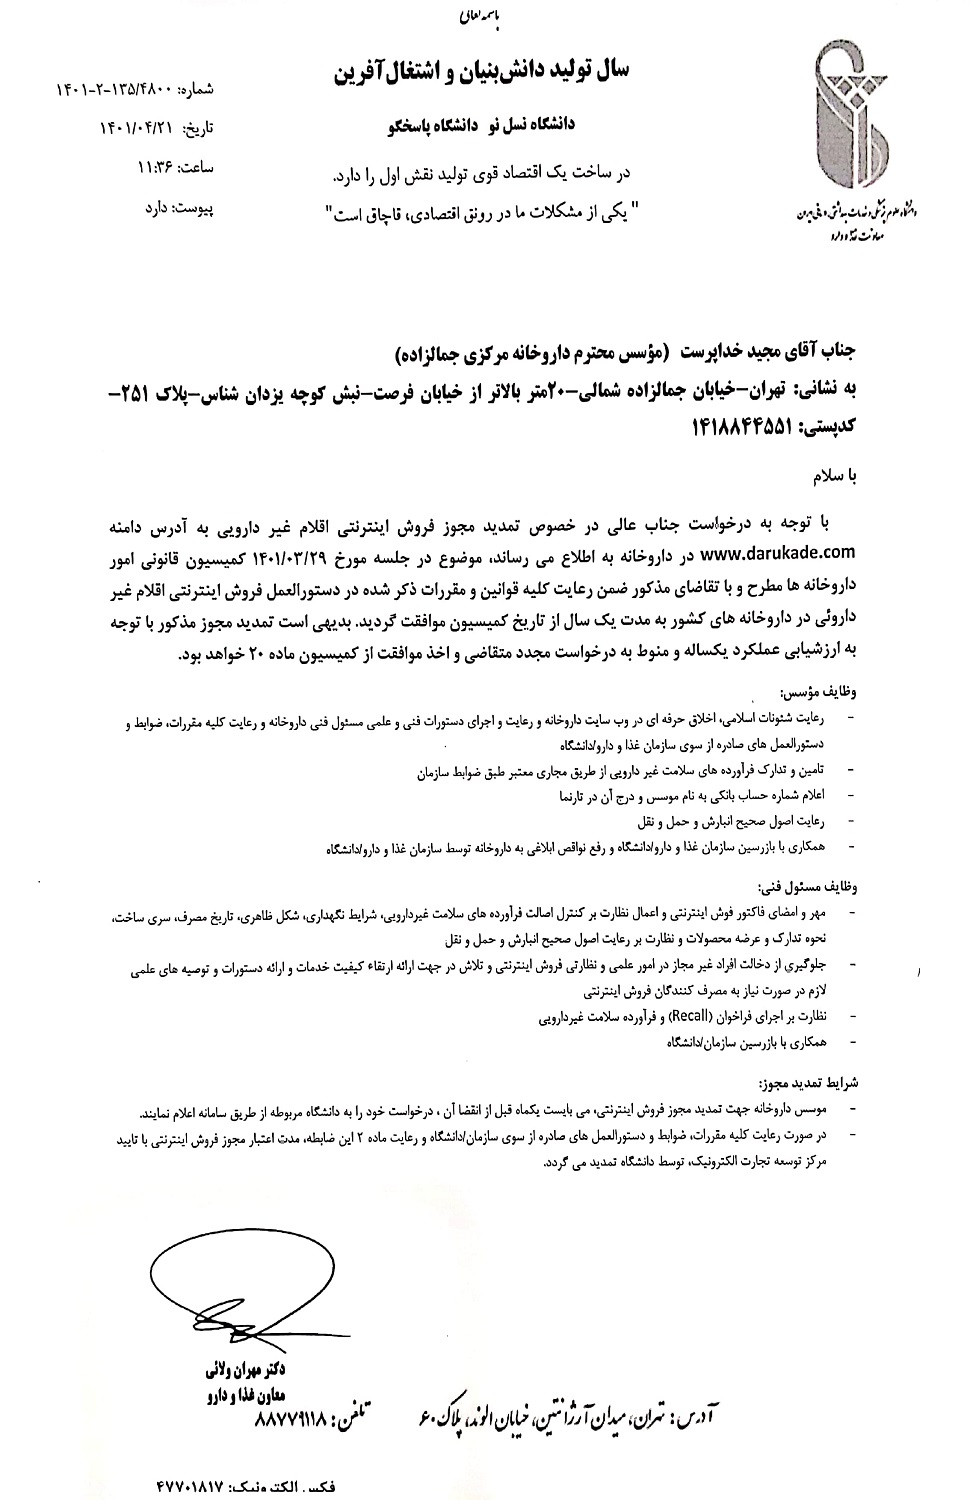 باسمه تعالی
سال تولید دانش‌بنیان و اشتغال‌آفرین
دانشگاه نسل نو دانشگاه پاسخگو
در ساخت یک اقتصاد قوی تولید نقش اول را دارد.
" یکی از مشکلات ما در رونق اقتصادی، قاچاق است"
شماره: ۱۴۰۱-۲-۱۳۵/۴۸۰۰
تاریخ: ۱۴۰۱/۰۴/۲۱
ساعت: ۱۱:۳۶
پیوست: دارد
دانشگاه علوم پزشکی و خدمات بهداشتی درمانی ایران
معاونت غذا و دارو
جناب آقای مجید خداپرست (مؤسس محترم داروخانه مرکزی جمالزاده)
به نشانی: تهران-خیابان جمالزاده شمالی-۲۰متر بالاتر از خیابان فرصت-نبش کوچه یزدان شناس-پلاک ۲۵۱-
کدپستی: ۱۴۱۸۸۴۴۵۵۱
با سلام
با توجه به درخواست جناب عالی در خصوص تمدید مجوز فروش اینترنتی اقلام غیر دارویی به آدرس دامنه
www.darukade.com در داروخانه به اطلاع می رساند، موضوع در جلسه مورخ ۱۴۰۱/۰۳/۲۹ کمیسیون قانونی امور
داروخانه ها مطرح و با تقاضای مذکور ضمن رعایت کلیه قوانین و مقررات ذکر شده در دستورالعمل فروش اینترنتی اقلام غیر
داروئی در داروخانه های کشور به مدت یک سال از تاریخ کمیسیون موافقت گردید. بدیهی است تمدید مجوز مذکور با توجه
به ارزشیابی عملکرد یکساله و منوط به درخواست مجدد متقاضی و اخذ موافقت از کمیسیون ماده ۲۰ خواهد بود.
وظایف مؤسس:
- رعایت شئونات اسلامی، اخلاق حرفه ای در وب سایت داروخانه و رعایت و اجرای دستورات فنی و علمی مسئول فنی داروخانه و رعایت کلیه مقررات، ضوابط و
دستورالعمل های صادره از سوی سازمان غذا و دارو/دانشگاه
- تامین و تدارک فرآورده های سلامت غیر دارویی از طریق مجاری معتبر طبق ضوابط سازمان
- اعلام شماره حساب بانکی به نام موسس و درج آن در تارنما
- رعایت اصول صحیح انبارش و حمل و نقل
- همکاری با بازرسین سازمان غذا و دارو/دانشگاه و رفع نواقص ابلاغی به داروخانه توسط سازمان غذا و دارو/دانشگاه
وظایف مسئول فنی:
- مهر و امضای فاکتور فوش اینترنتی و اعمال نظارت بر کنترل اصالت فرآورده های سلامت غیردارویی، شرایط نگهداری، شکل ظاهری، تاریخ مصرف، سری ساخت،
نحوه تدارک و عرضه محصولات و نظارت بر رعایت اصول صحیح انبارش و حمل و نقل
- جلوگیری از دخالت افراد غیر مجاز در امور علمی و نظارتی فروش اینترنتی و تلاش در جهت ارائه ارتقاء کیفیت خدمات و ارائه دستورات و توصیه های علمی
لازم در صورت نیاز به مصرف کنندگان فروش اینترنتی
- نظارت بر اجرای فراخوان (Recall) و فرآورده سلامت غیردارویی
- همکاری با بازرسین سازمان/دانشگاه
شرایط تمدید مجوز:
- موسس داروخانه جهت تمدید مجوز فروش اینترنتی، می بایست یکماه قبل از انقضا آن ، درخواست خود را به دانشگاه مربوطه از طریق سامانه اعلام نمایند.
- در صورت رعایت کلیه مقررات، ضوابط و دستورالعمل های صادره از سوی سازمان/دانشگاه و رعایت ماده ۲ این ضابطه، مدت اعتبار مجوز فروش اینترنتی با تایید
مرکز توسعه تجارت الکترونیک، توسط دانشگاه تمدید می گردد.
دکتر مهران ولائی
معاون غذا و دارو
آدرس: تهران، میدان آرژانتین، خیابان الوند، پلاک ۶۰ تلفن: ۸۸۷۷۹۱۱۸
فکس الکترونیک: ۴۷۷۰۱۸۱۷